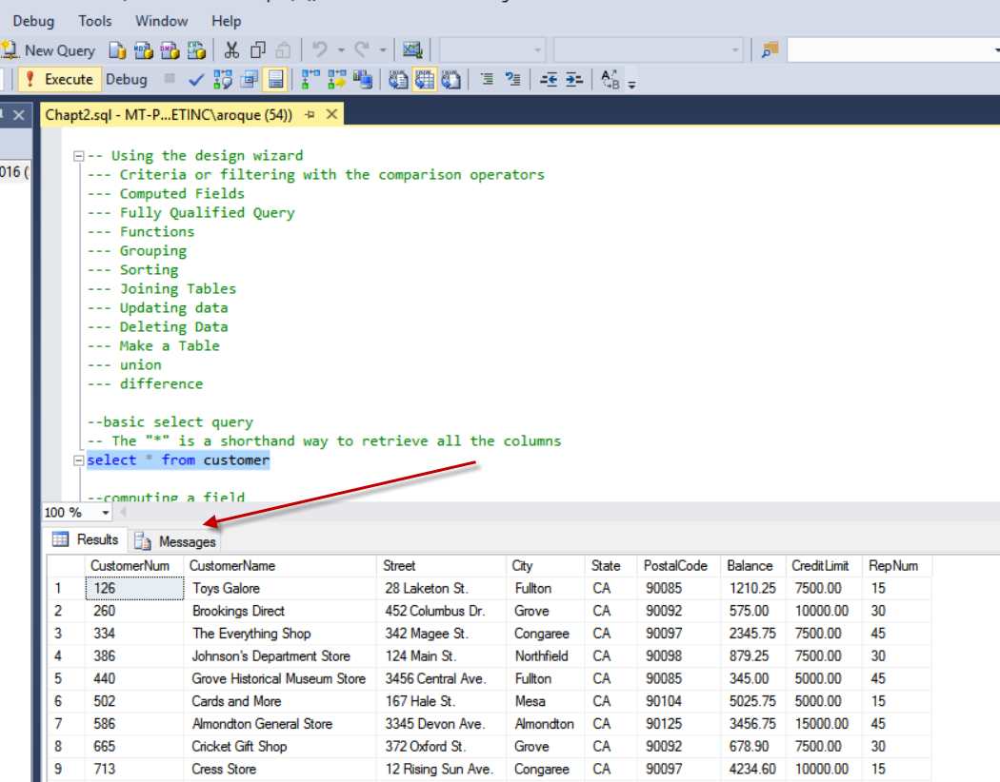 Debug Tools Window Help
New Query
Execute Debug
Chapt2.sql - MT-P...ETINC\aroque (54))
016 (
-- Using the design wizard
--- Criteria or filtering with the comparison operators
--- Computed Fields
--- Fully Qualified Query
--- Functions
--- Grouping
--- Sorting
--- Joining Tables
--- Updating data
--- Deleting Data
--- Make a Table
--- union
--- difference
--basic select query
-- The "*" is a shorthand way to retrieve all the columns
select * from customer
--computing a field
100 %
Results Messages
CustomerNum CustomerName Street City State PostalCode Balance CreditLimit RepNum
1 126 Toys Galore 28 Laketon St. Fullton CA 90085 1210.25 7500.00 15
2 260 Brookings Direct 452 Columbus Dr. Grove CA 90092 575.00 10000.00 30
3 334 The Everything Shop 342 Magee St. Congaree CA 90097 2345.75 7500.00 45
4 386 Johnson's Department Store 124 Main St. Northfield CA 90098 879.25 7500.00 30
5 440 Grove Historical Museum Store 3456 Central Ave. Fullton CA 90085 345.00 5000.00 45
6 502 Cards and More 167 Hale St. Mesa CA 90104 5025.75 5000.00 15
7 586 Almondton General Store 3345 Devon Ave. Almondton CA 90125 3456.75 15000.00 45
8 665 Cricket Gift Shop 372 Oxford St. Grove CA 90092 678.90 7500.00 30
9 713 Cress Store 12 Rising Sun Ave. Congaree CA 90097 4234.60 10000.00 15